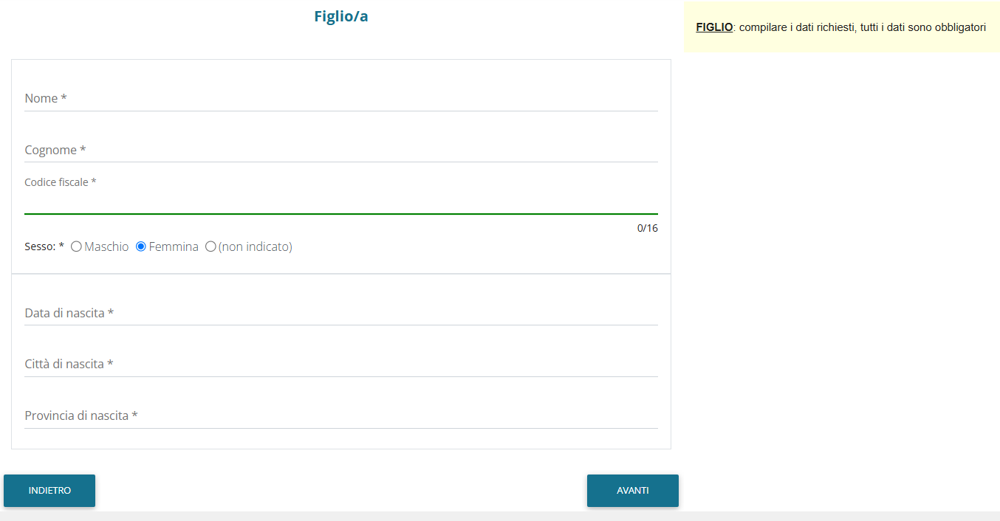 Figlio/a
FIGLIO: compilare i dati richiesti, tutti i dati sono obbligatori
Nome *
Cognome *
Codice fiscale *
0/16
Sesso: * Maschio Femmina (non indicato)
Data di nascita *
Città di nascita *
Provincia di nascita *
INDIETRO
AVANTI